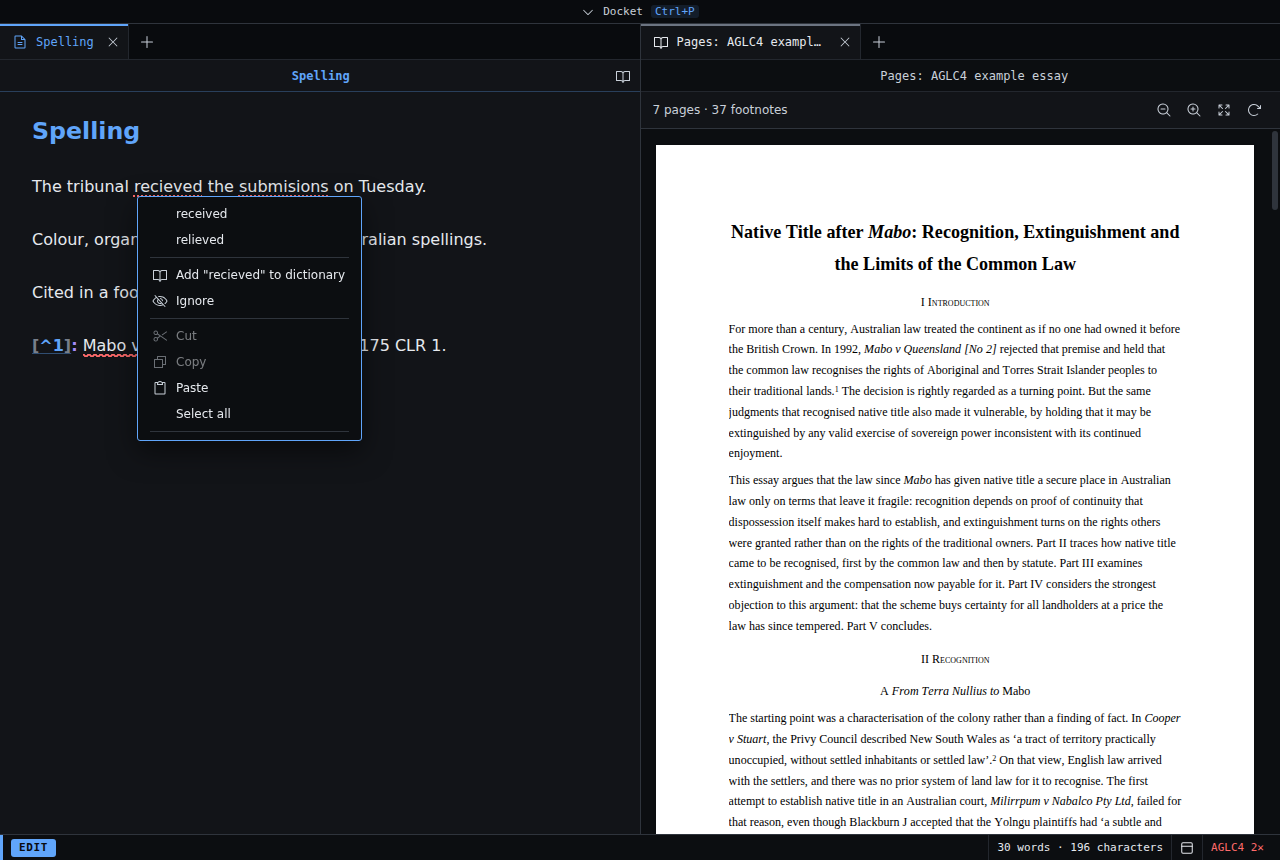 Docket Ctrl+P
Spelling
Pages: AGLC4 exampl…
Spelling
Pages: AGLC4 example essay
7 pages · 37 footnotes
Spelling
The tribunal recieved the submisions on Tuesday.
Colour, organ
ralian spellings.
Cited in a foo
[^1]: Mabo v
175 CLR 1.
received
relieved
Add "recieved" to dictionary
Ignore
Cut
Copy
Paste
Select all
Native Title after Mabo: Recognition, Extinguishment and
the Limits of the Common Law
I Introduction
For more than a century, Australian law treated the continent as if no one had owned it before
the British Crown. In 1992, Mabo v Queensland [No 2] rejected that premise and held that
the common law recognises the rights of Aboriginal and Torres Strait Islander peoples to
their traditional lands.1 The decision is rightly regarded as a turning point. But the same
judgments that recognised native title also made it vulnerable, by holding that it may be
extinguished by any valid exercise of sovereign power inconsistent with its continued
enjoyment.
This essay argues that the law since Mabo has given native title a secure place in Australian
law only on terms that leave it fragile: recognition depends on proof of continuity that
dispossession itself makes hard to establish, and extinguishment turns on the rights others
were granted rather than on the rights of the traditional owners. Part II traces how native title
came to be recognised, first by the common law and then by statute. Part III examines
extinguishment and the compensation now payable for it. Part IV considers the strongest
objection to this argument: that the scheme buys certainty for all landholders at a price the
law has since tempered. Part V concludes.
II Recognition
A From Terra Nullius to Mabo
The starting point was a characterisation of the colony rather than a finding of fact. In Cooper
v Stuart, the Privy Council described New South Wales as ‘a tract of territory practically
unoccupied, without settled inhabitants or settled law’.2 On that view, English law arrived
with the settlers, and there was no prior system of land law for it to recognise. The first
attempt to establish native title in an Australian court, Milirrpum v Nabalco Pty Ltd, failed for
that reason, even though Blackburn J accepted that the Yolngu plaintiffs had ‘a subtle and
EDIT
30 words · 196 characters
AGLC4 2×